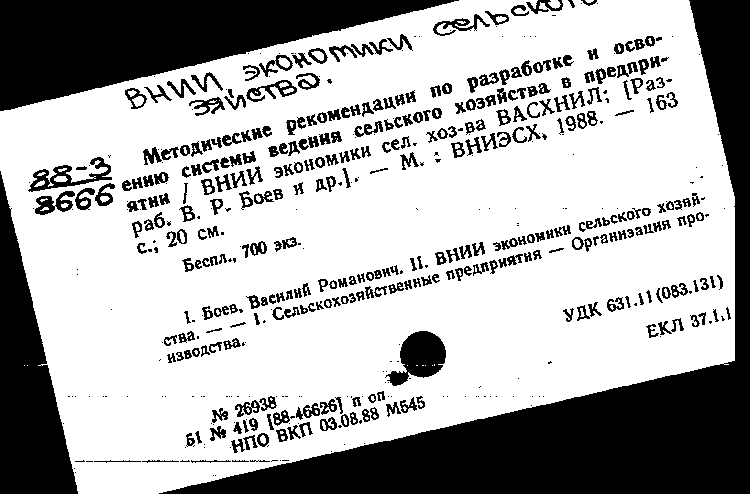 ВНИИ экономики сельского
зяйства.
88-3
8666
Методические рекомендации по разработке и осво-
ению системы ведения сельского хозяйства в предпри-
ятии / ВНИИ экономики сел. хоз-ва ВАСХНИЛ; [Раз-
раб. В. Р. Боев и др.]. — М. : ВНИЭСХ, 1988. — 163
с.; 20 см.
Беспл., 700 экз.
I. Боев, Василий Романович. II. ВНИИ экономики сельского хозяй-
ства. — — 1. Сельскохозяйственные предприятия — Организация про-
изводства.
УДК 631.11(083.131)
ЕКЛ 37.1.1
№ 26938
Б1 № 419 [88-46626] п оп
НПО ВКП 03.08.88 М545